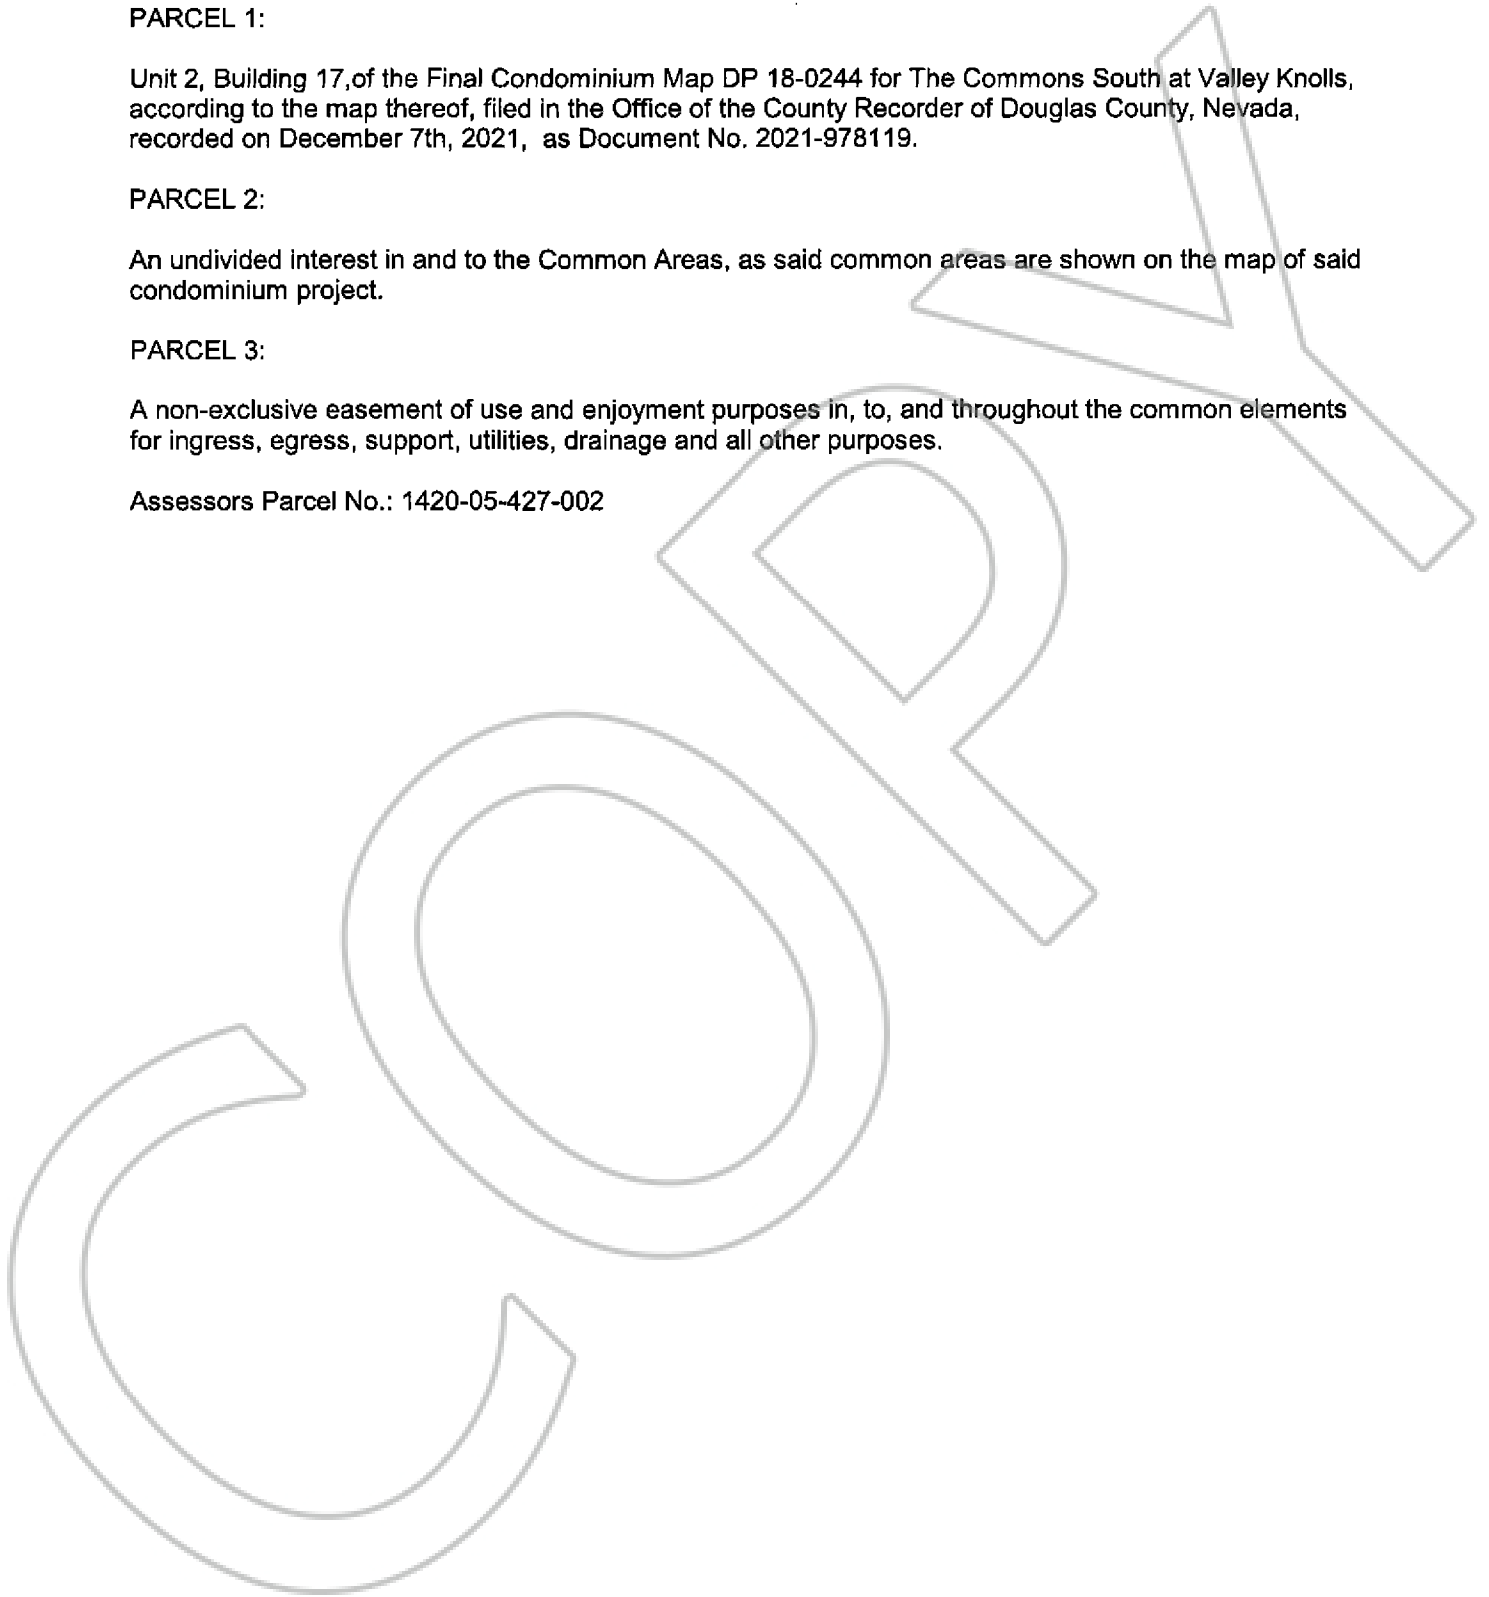 PARCEL 1:
Unit 2, Building 17,of the Final Condominium Map DP 18-0244 for The Commons South at Valley Knolls,
according to the map thereof, filed in the Office of the County Recorder of Douglas County, Nevada,
recorded on December 7th, 2021,  as Document No. 2021-978119.
PARCEL 2:
An undivided interest in and to the Common Areas, as said common areas are shown on the map of said
condominium project.
PARCEL 3:
A non-exclusive easement of use and enjoyment purposes in, to, and throughout the common elements
for ingress, egress, support, utilities, drainage and all other purposes.
Assessors Parcel No.: 1420-05-427-002
COPY